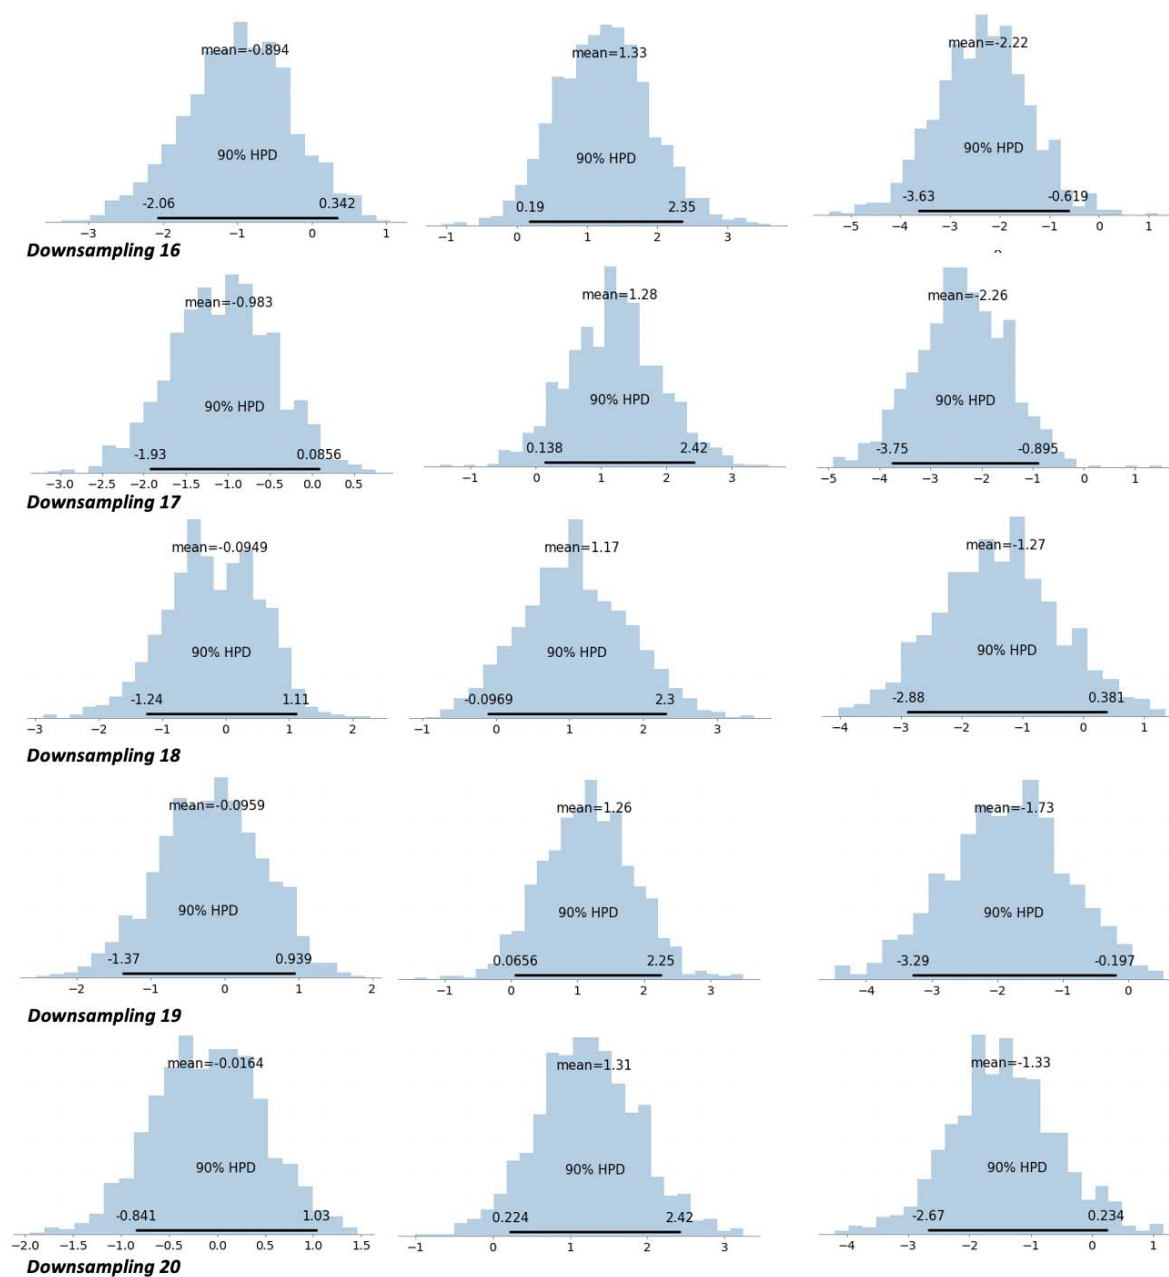 mean=-0.894 mean=1.33 mean=-2.22
90% HPD 90% HPD 90% HPD
-2.06 0.342 0.19 2.35 -3.63 -0.619
−3 −2 −1 0 1 −1 0 1 2 3 −5 −4 −3 −2 −1 0 1
Downsampling 16
mean=-0.983 mean=1.28 mean=-2.26
90% HPD 90% HPD 90% HPD
-1.93 0.0856 0.138 2.42 -3.75 -0.895
−3.0 −2.5 −2.0 −1.5 −1.0 −0.5 0.0 0.5 −1 0 1 2 3 −5 −4 −3 −2 −1 0 1
Downsampling 17
mean=-0.0949 mean=1.17 mean=-1.27
90% HPD 90% HPD 90% HPD
-1.24 1.11 -0.0969 2.3 -2.88 0.381
−3 −2 −1 0 1 2 −1 0 1 2 3 −4 −3 −2 −1 0 1
Downsampling 18
mean=-0.0959 mean=1.26 mean=-1.73
90% HPD 90% HPD 90% HPD
-1.37 0.939 0.0656 2.25 -3.29 -0.197
−2 −1 0 1 2 −1 0 1 2 3 −4 −3 −2 −1 0
Downsampling 19
mean=-0.0164 mean=1.31 mean=-1.33
90% HPD 90% HPD 90% HPD
-0.841 1.03 0.224 2.42 -2.67 0.234
−2.0 −1.5 −1.0 −0.5 0.0 0.5 1.0 1.5 −1 0 1 2 3 −4 −3 −2 −1 0 1
Downsampling 20